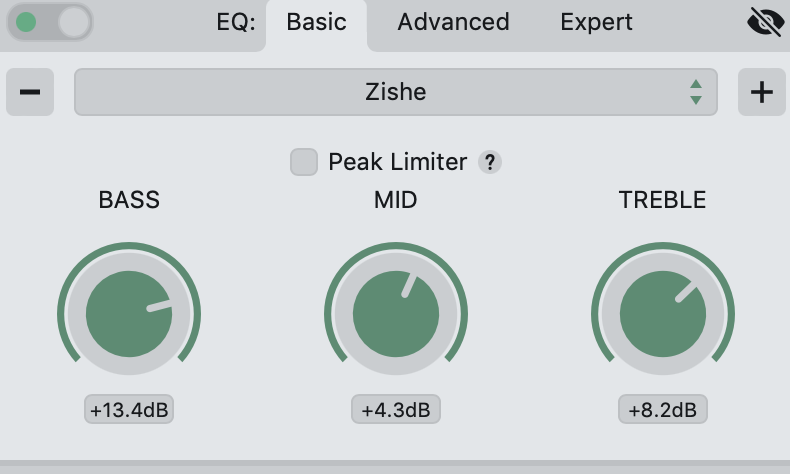 EQ: Basic Advanced Expert
Zishe
Peak Limiter ?
BASS MID TREBLE
+13.4dB +4.3dB +8.2dB